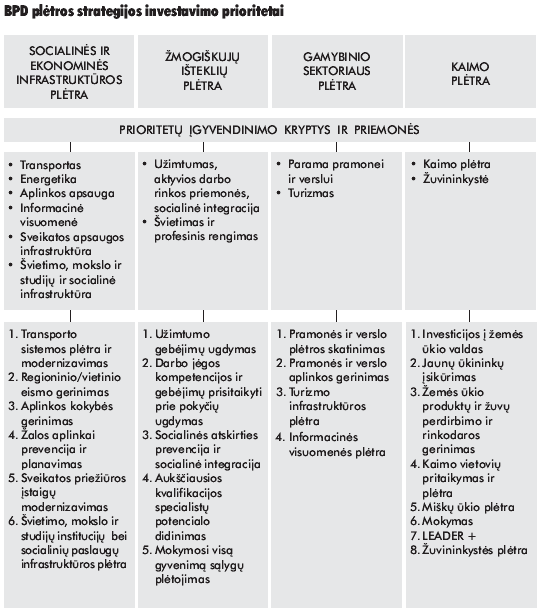 BPD plėtros strategijos investavimo prioritetai
SOCIALINĖS IR
EKONOMINĖS
INFRASTRUKTŪROS
PLĖTRA
ŽMOGIŠKŲJŲ
IŠTEKLIŲ
PLĖTRA
GAMYBINIO
SEKTORIAUS
PLĖTRA
KAIMO
PLĖTRA
PRIORITETŲ ĮGYVENDINIMO KRYPTYS IR PRIEMONĖS
• Transportas
• Energetika
• Aplinkos apsauga
• Informacinė
visuomenė
• Sveikatos apsaugos
infrastruktūra
• Švietimo, mokslo ir
studijų ir socialinė
infrastruktūra
• Užimtumas,
aktyvios darbo
rinkos priemonės,
socialinė integracija
• Švietimas ir
profesinis rengimas
• Parama pramonei
ir verslui
• Turizmas
• Kaimo plėtra
• Žuvininkystė
1. Transporto
sistemos plėtra ir
modernizavimas
2. Regioninio/vietinio
eismo gerinimas
3. Aplinkos kokybės
gerinimas
4. Žalos aplinkai
prevencija ir
planavimas
5. Sveikatos priežiūros
įstaigų
modernizavimas
6. Švietimo, mokslo ir
studijų institucijų bei
socialinių paslaugų
infrastruktūros plėtra
1. Užimtumo
gebėjimų ugdymas
2. Darbo jėgos
kompetencijos ir
gebėjimų prisitaikyti
prie pokyčių
ugdymas
3. Socialinės atskirties
prevencija ir
socialinė integracija
4. Aukščiausios
kvalifikacijos
specialistų
potencialo
didinimas
5. Mokymosi visą
gyvenimą sąlygų
plėtojimas
1. Pramonės ir verslo
plėtros skatinimas
2. Pramonės ir verslo
aplinkos gerinimas
3. Turizmo
infrastruktūros
plėtra
4. Informacinės
visuomenės plėtra
1. Investicijos į žemės
ūkio valdas
2. Jaunų ūkininkų
įsikūrimas
3. Žemės ūkio
produktų ir žuvų
perdirbimo ir
rinkodaros
gerinimas
4. Kaimo vietovių
pritaikymas ir
plėtra
5. Miškų ūkio plėtra
6. Mokymas
7. LEADER +
8. Žuvininkystės plėtra